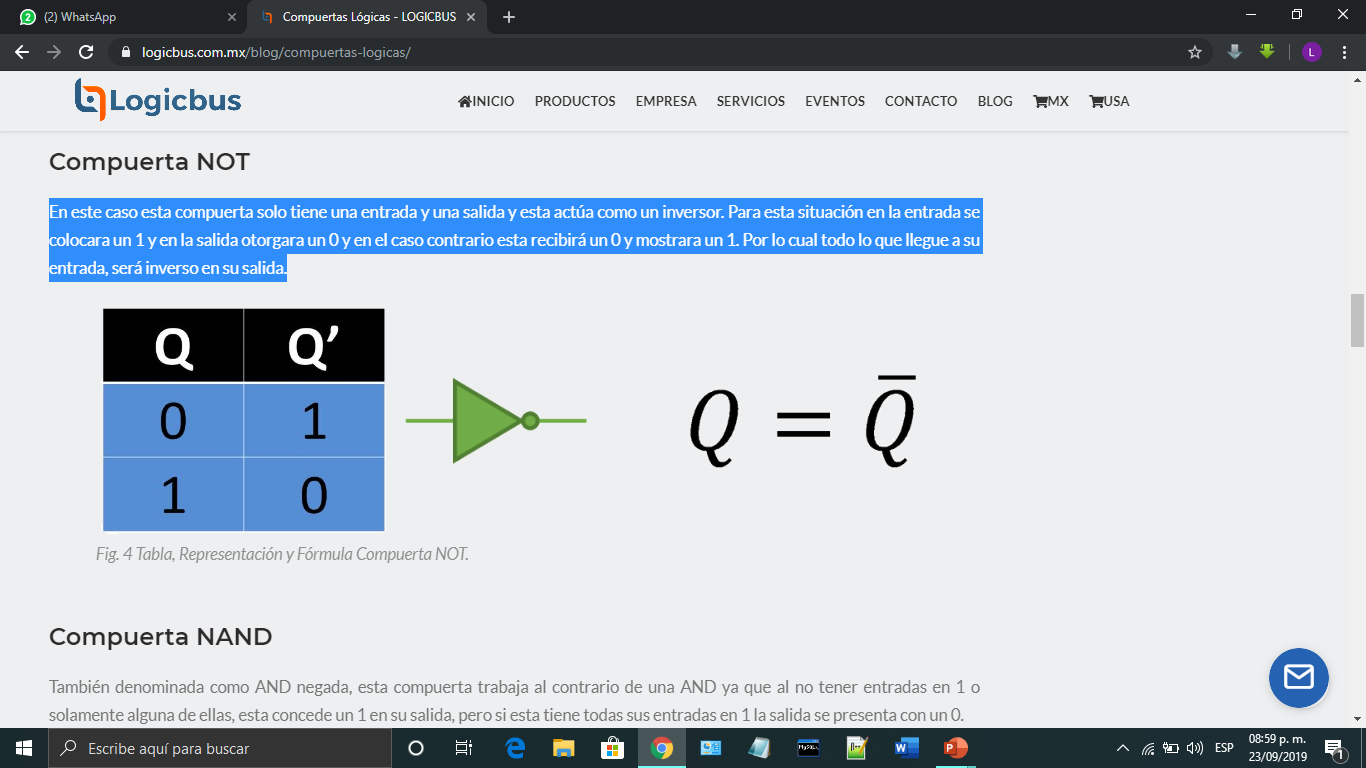 (2) WhatsApp
Compuertas Lógicas - LOGICBUS
logicbus.com.mx/blog/compuertas-logicas/
L
Logicbus
INICIO PRODUCTOS EMPRESA SERVICIOS EVENTOS CONTACTO BLOG MX USA
Compuerta NOT
En este caso esta compuerta solo tiene una entrada y una salida y esta actúa como un inversor. Para esta situación en la entrada se
colocara un 1 y en la salida otorgara un 0 y en el caso contrario esta recibirá un 0 y mostrara un 1. Por lo cual todo lo que llegue a su
entrada, será inverso en su salida.
Q Q’
0 1
1 0
Q = Q̅
Fig. 4 Tabla, Representación y Fórmula Compuerta NOT.
Compuerta NAND
También denominada como AND negada, esta compuerta trabaja al contrario de una AND ya que al no tener entradas en 1 o
solamente alguna de ellas, esta concede un 1 en su salida, pero si esta tiene todas sus entradas en 1 la salida se presenta con un 0.
Escribe aquí para buscar
ESP
08:59 p. m.
23/09/2019
1